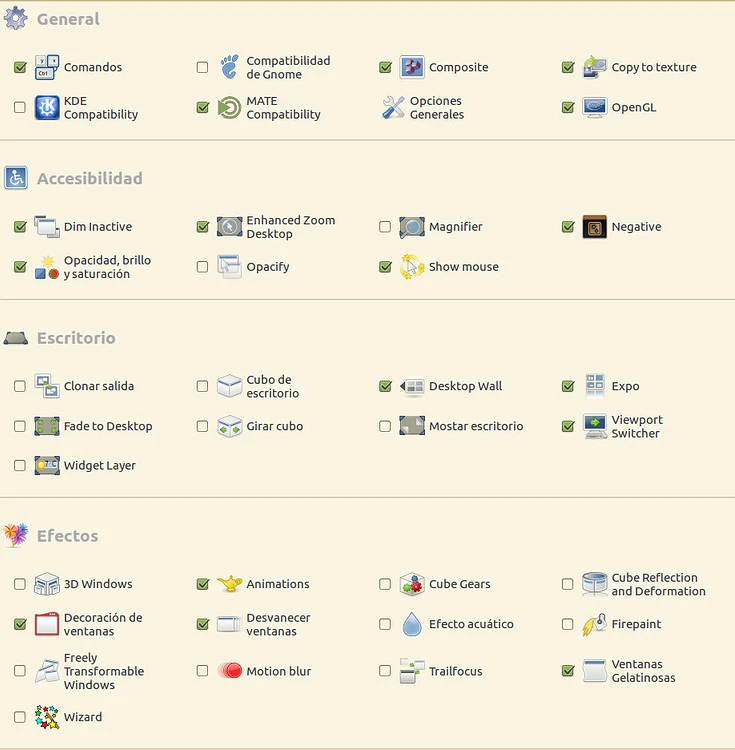 General
Comandos
Compatibilidad
de Gnome
Composite
Copy to texture
KDE
Compatibility
MATE
Compatibility
Opciones
Generales
OpenGL
Accesibilidad
Dim Inactive
Enhanced Zoom
Desktop
Magnifier
Negative
Opacidad, brillo
y saturación
Opacify
Show mouse
Escritorio
Clonar salida
Cubo de
escritorio
Desktop Wall
Expo
Fade to Desktop
Girar cubo
Mostar escritorio
Viewport
Switcher
Widget Layer
Efectos
3D Windows
Animations
Cube Gears
Cube Reflection
and Deformation
Decoración de
ventanas
Desvanecer
ventanas
Efecto acuático
Firepaint
Freely
Transformable
Windows
Motion blur
Trailfocus
Ventanas
Gelatinosas
Wizard